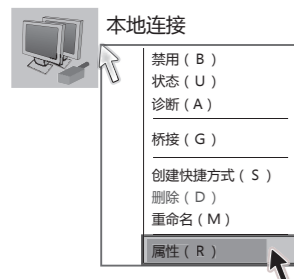 本地连接
禁用 ( B )
状态 ( U )
诊断 ( A )
桥接 ( G )
创建快捷方式 ( S )
删除 ( D )
重命名 ( M )
属性 ( R )